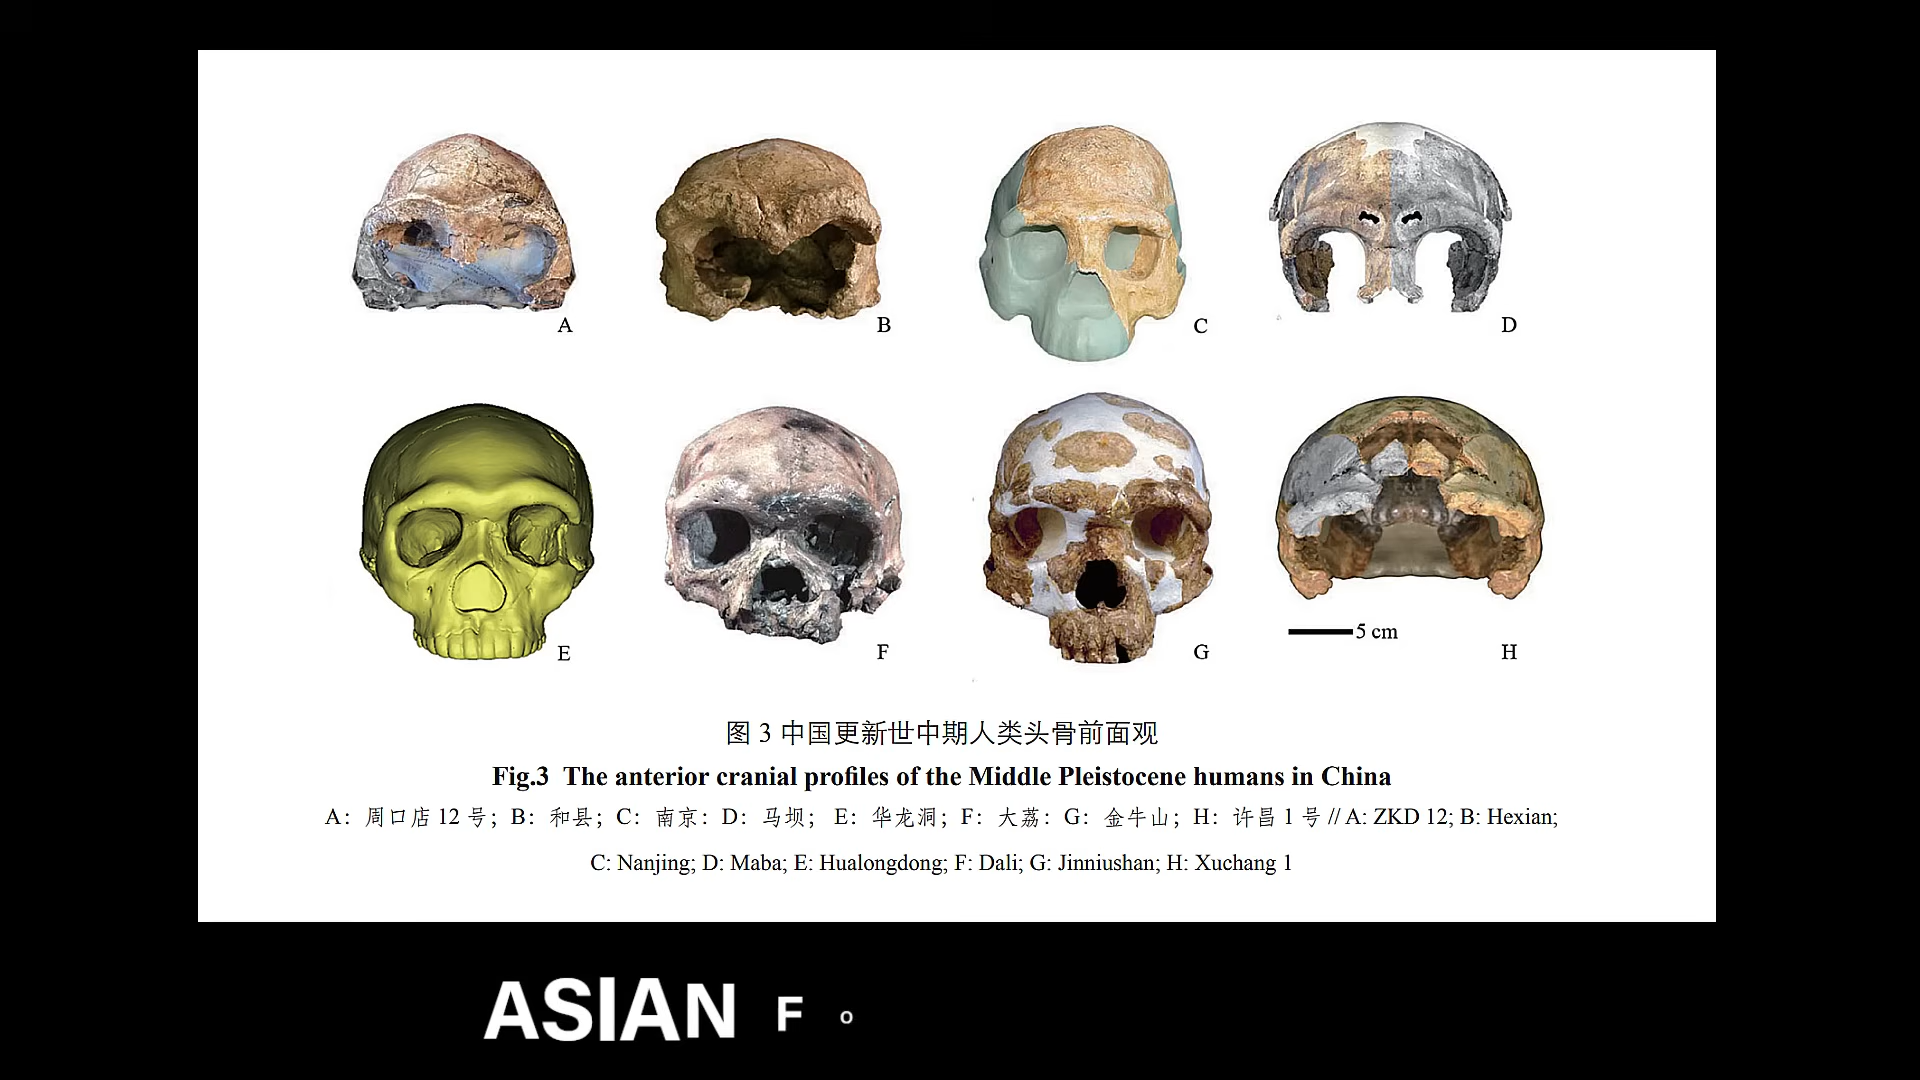 A
B
C
D
E
F
G
5 cm
H
图 3 中国更新世中期人类头骨前面观
Fig.3 The anterior cranial profiles of the Middle Pleistocene humans in China
A：周口店 12 号；B：和县；C：南京：D：马坝； E：华龙洞；F：大荔：G：金牛山；H：许昌 1 号 // A: ZKD 12; B: Hexian;
C: Nanjing; D: Maba; E: Hualongdong; F: Dali; G: Jinniushan; H: Xuchang 1
ASIAN Fo